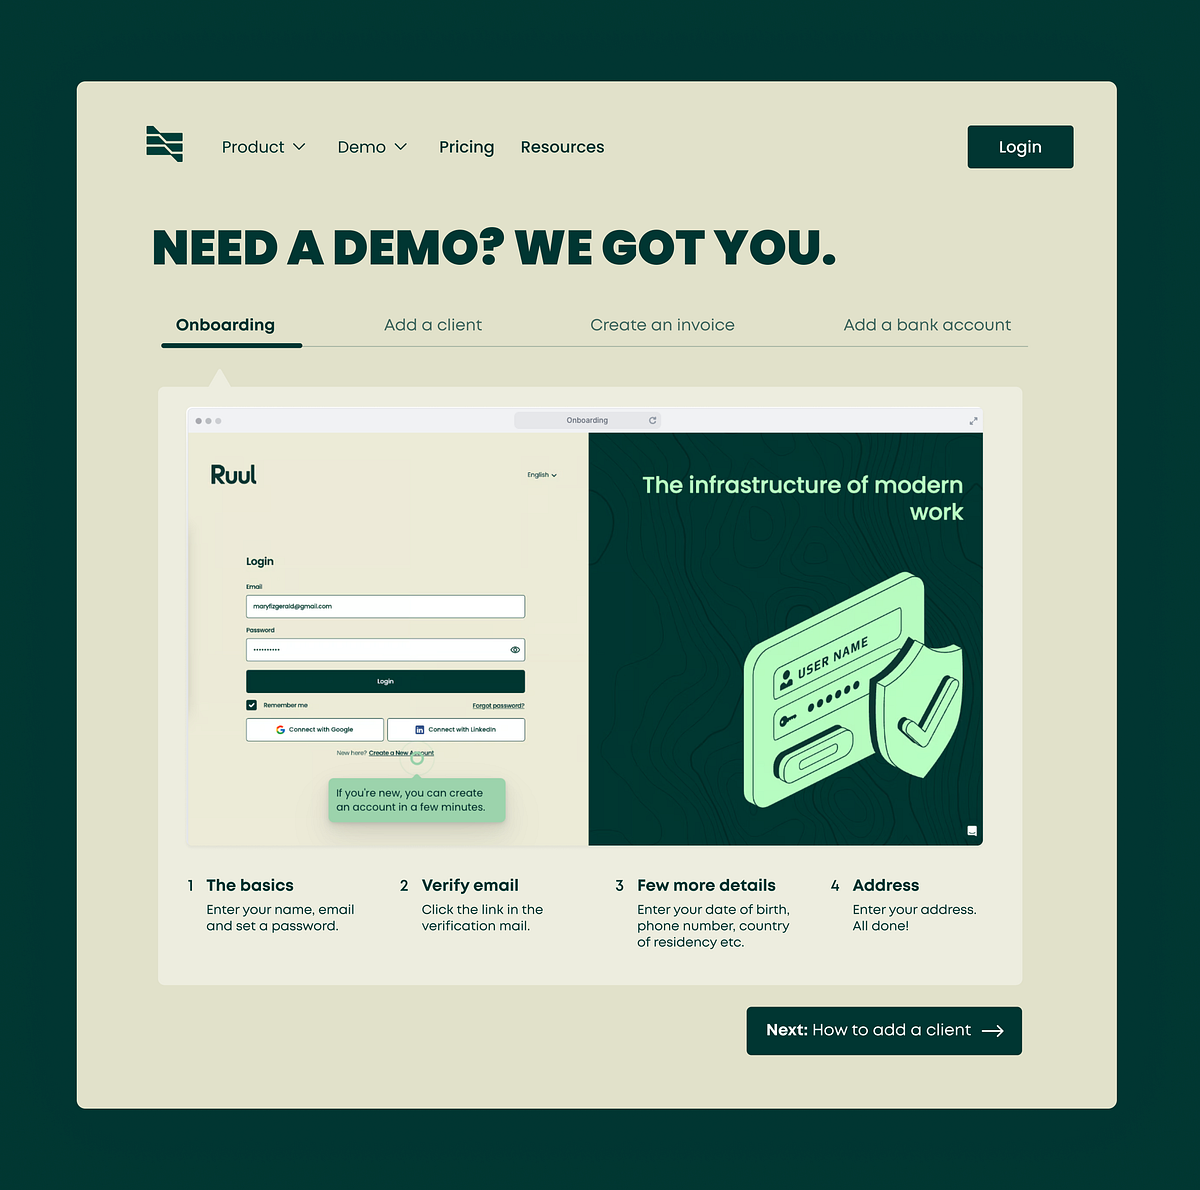 Product
Demo
Pricing
Resources
Login
NEED A DEMO? WE GOT YOU.
Onboarding
Add a client
Create an invoice
Add a bank account
Onboarding
Ruul
English
The infrastructure of modern
work
Login
Email
maryfizgerald@gmail.com
Password
Login
Remember me
Forgot password?
Connect with Google
in
Connect with LinkedIn
New here? Create a New Account
If you're new, you can create
an account in a few minutes.
USER NAME
1 The basics
Enter your name, email
and set a password.
2 Verify email
Click the link in the
verification mail.
3 Few more details
Enter your date of birth,
phone number, country
of residency etc.
4 Address
Enter your address.
All done!
Next: How to add a client